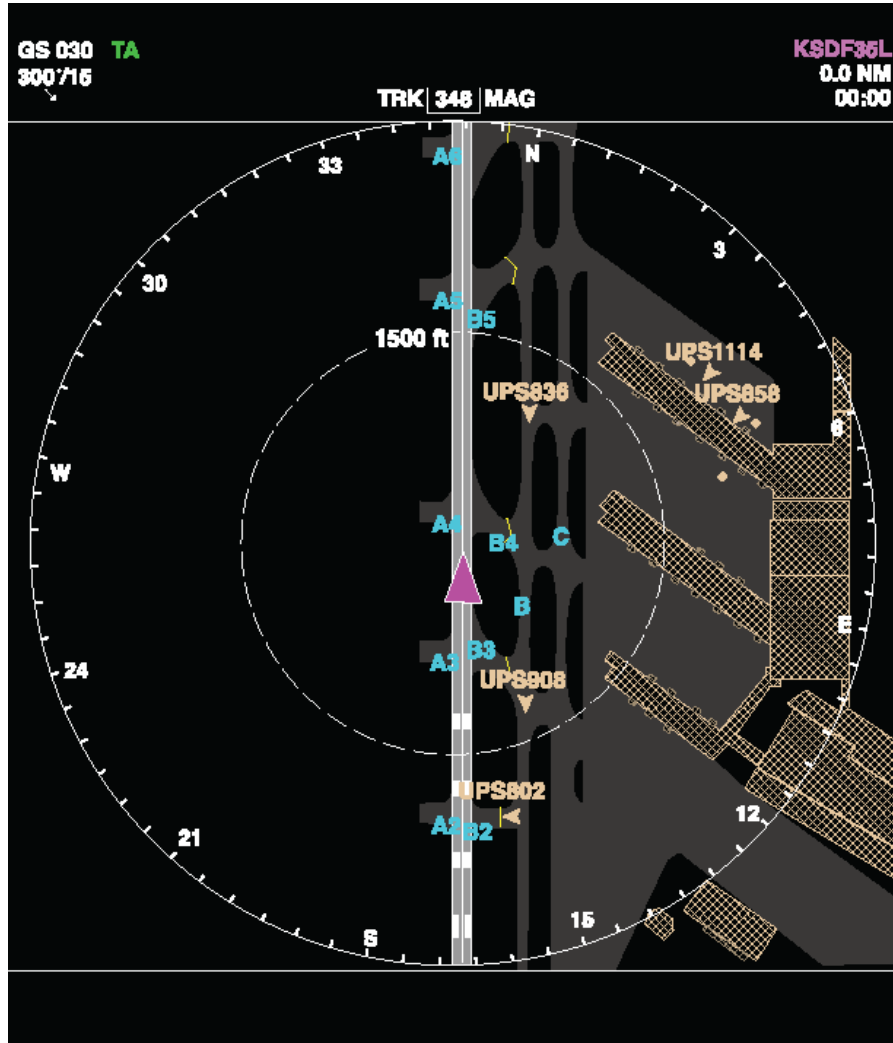 GS 030 TA
KSDF35L
300°/15
0.0 NM
00:00
TRK 348 MAG
A6
N
33
3
30
A5
B5
1500 ft
UPS1114
UPS836
UPS858
6
W
A4
B4
C
B
E
A3
B3
24
UPS908
UPS802
12
A2
B2
21
15
S